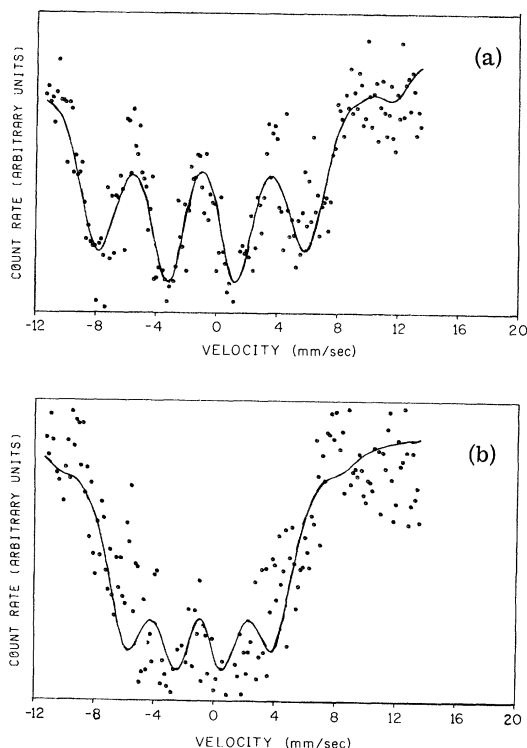 (a)
COUNT RATE (ARBITRARY UNITS)
-12 -8 -4 0 4 8 12 16 20
VELOCITY (mm/sec)
(b)
COUNT RATE (ARBITRARY UNITS)
-12 -8 -4 0 4 8 12 16 20
VELOCITY (mm/sec)